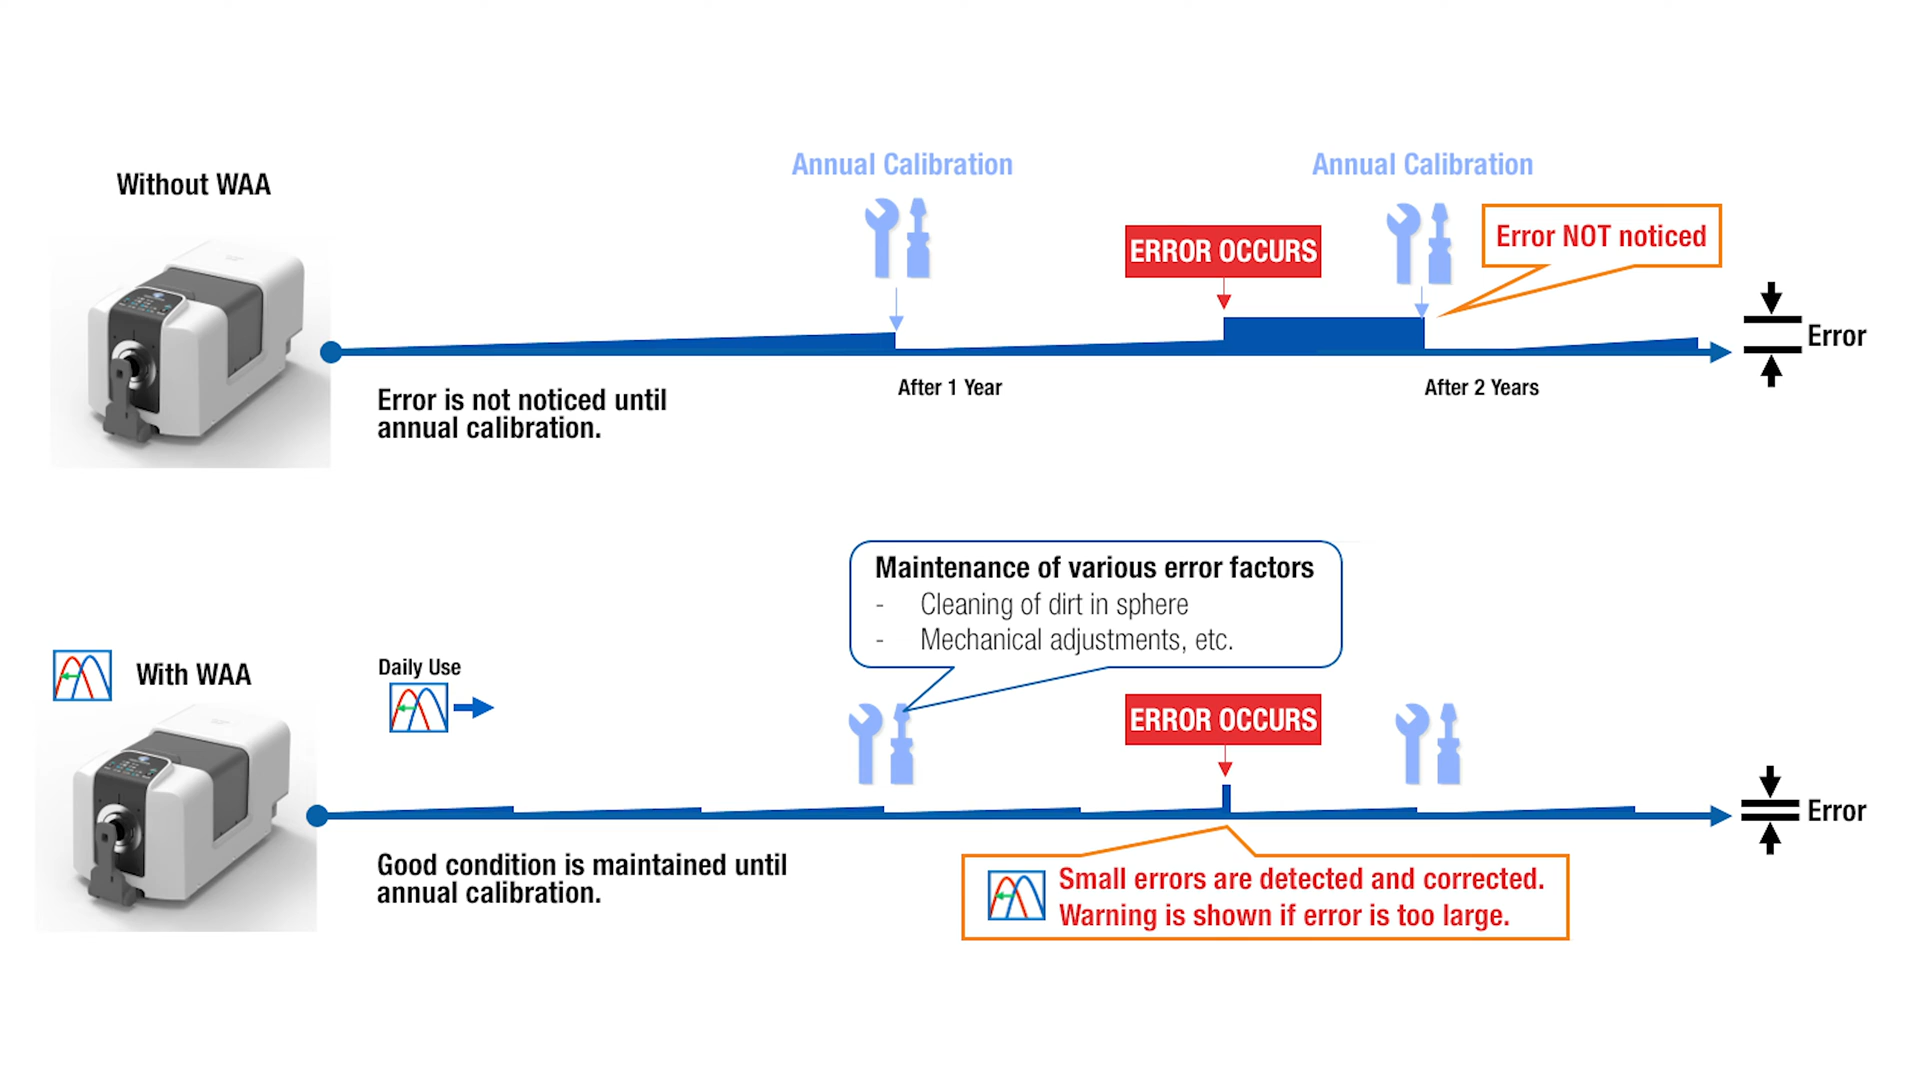 Without WAA
Annual Calibration
Annual Calibration
ERROR OCCURS
Error NOT noticed
Error
After 1 Year
After 2 Years
Error is not noticed until
annual calibration.
Maintenance of various error factors
- Cleaning of dirt in sphere
- Mechanical adjustments, etc.
With WAA
Daily Use
ERROR OCCURS
Error
Good condition is maintained until
annual calibration.
Small errors are detected and corrected.
Warning is shown if error is too large.